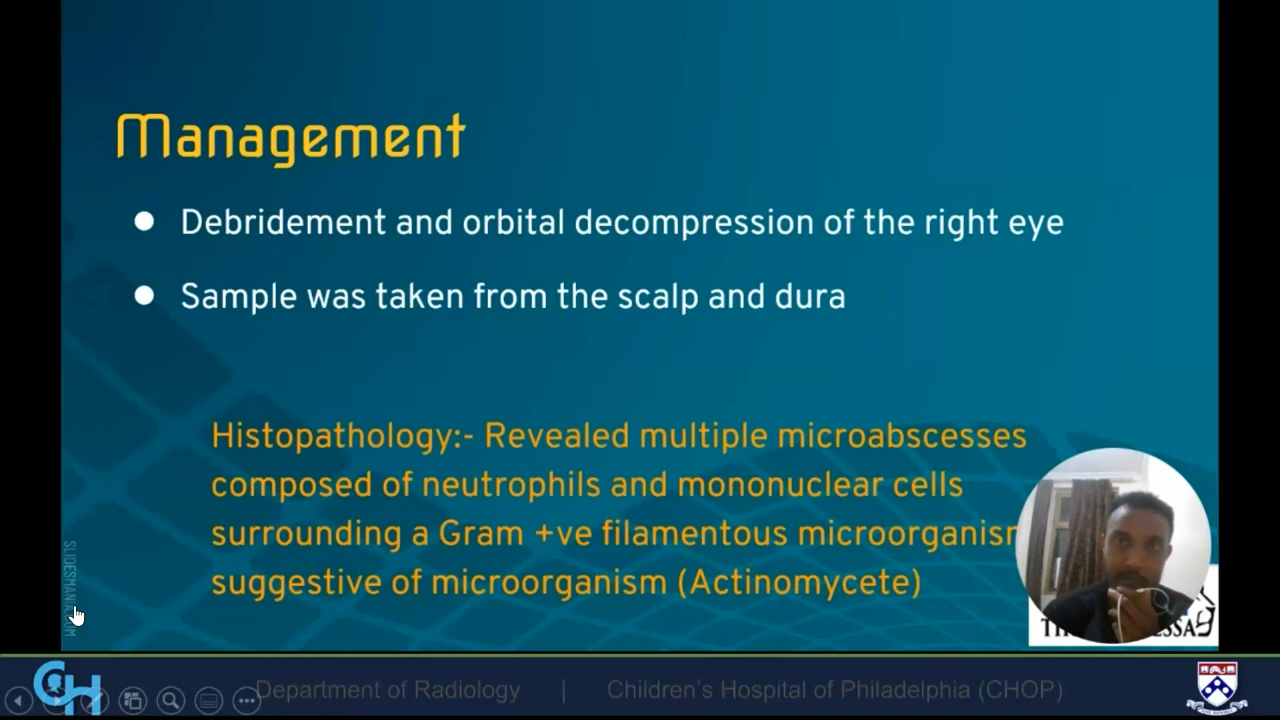 Management
● Debridement and orbital decompression of the right eye
● Sample was taken from the scalp and dura
Histopathology:- Revealed multiple microabscesses
composed of neutrophils and mononuclear cells
surrounding a Gram +ve filamentous
suggestive of microorganism (Actinomycete)
SLIDESMANIA.COM
Department of Radiology | Children's Hospital of Philadelphia (CHOP)